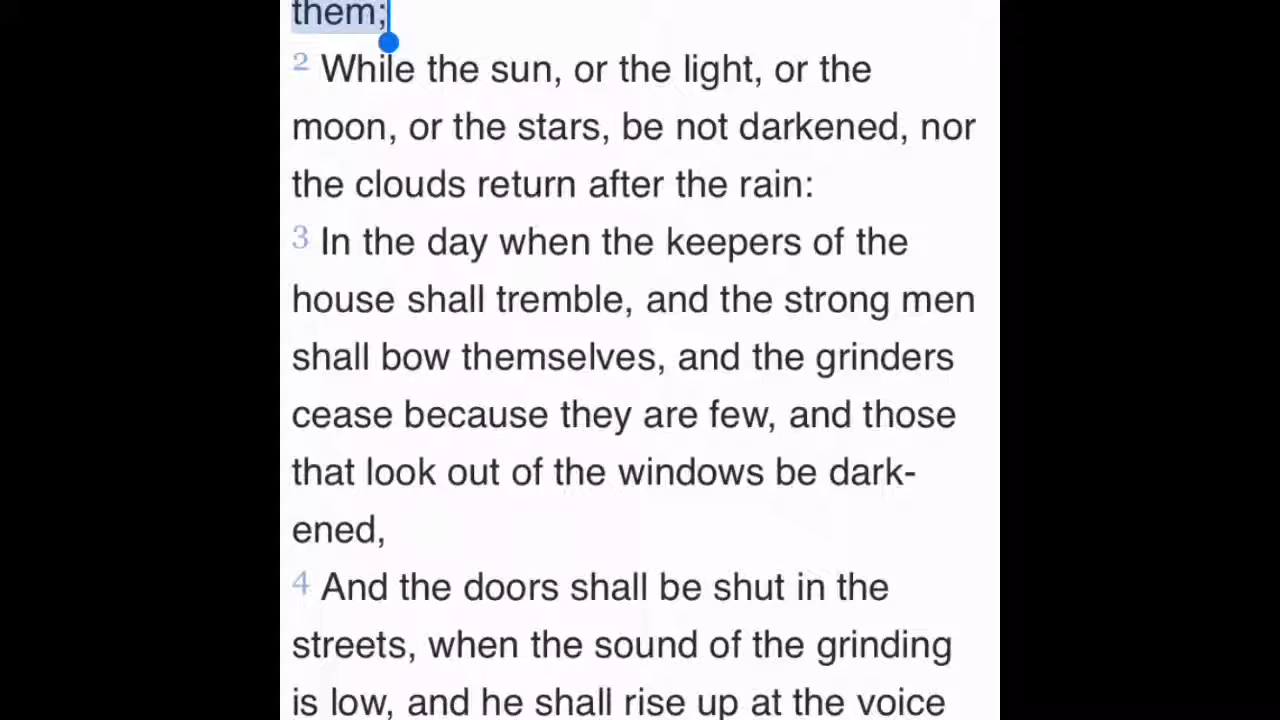 them;
2 While the sun, or the light, or the
moon, or the stars, be not darkened, nor
the clouds return after the rain:
3 In the day when the keepers of the
house shall tremble, and the strong men
shall bow themselves, and the grinders
cease because they are few, and those
that look out of the windows be dark-
ened,
4 And the doors shall be shut in the
streets, when the sound of the grinding
is low, and he shall rise up at the voice